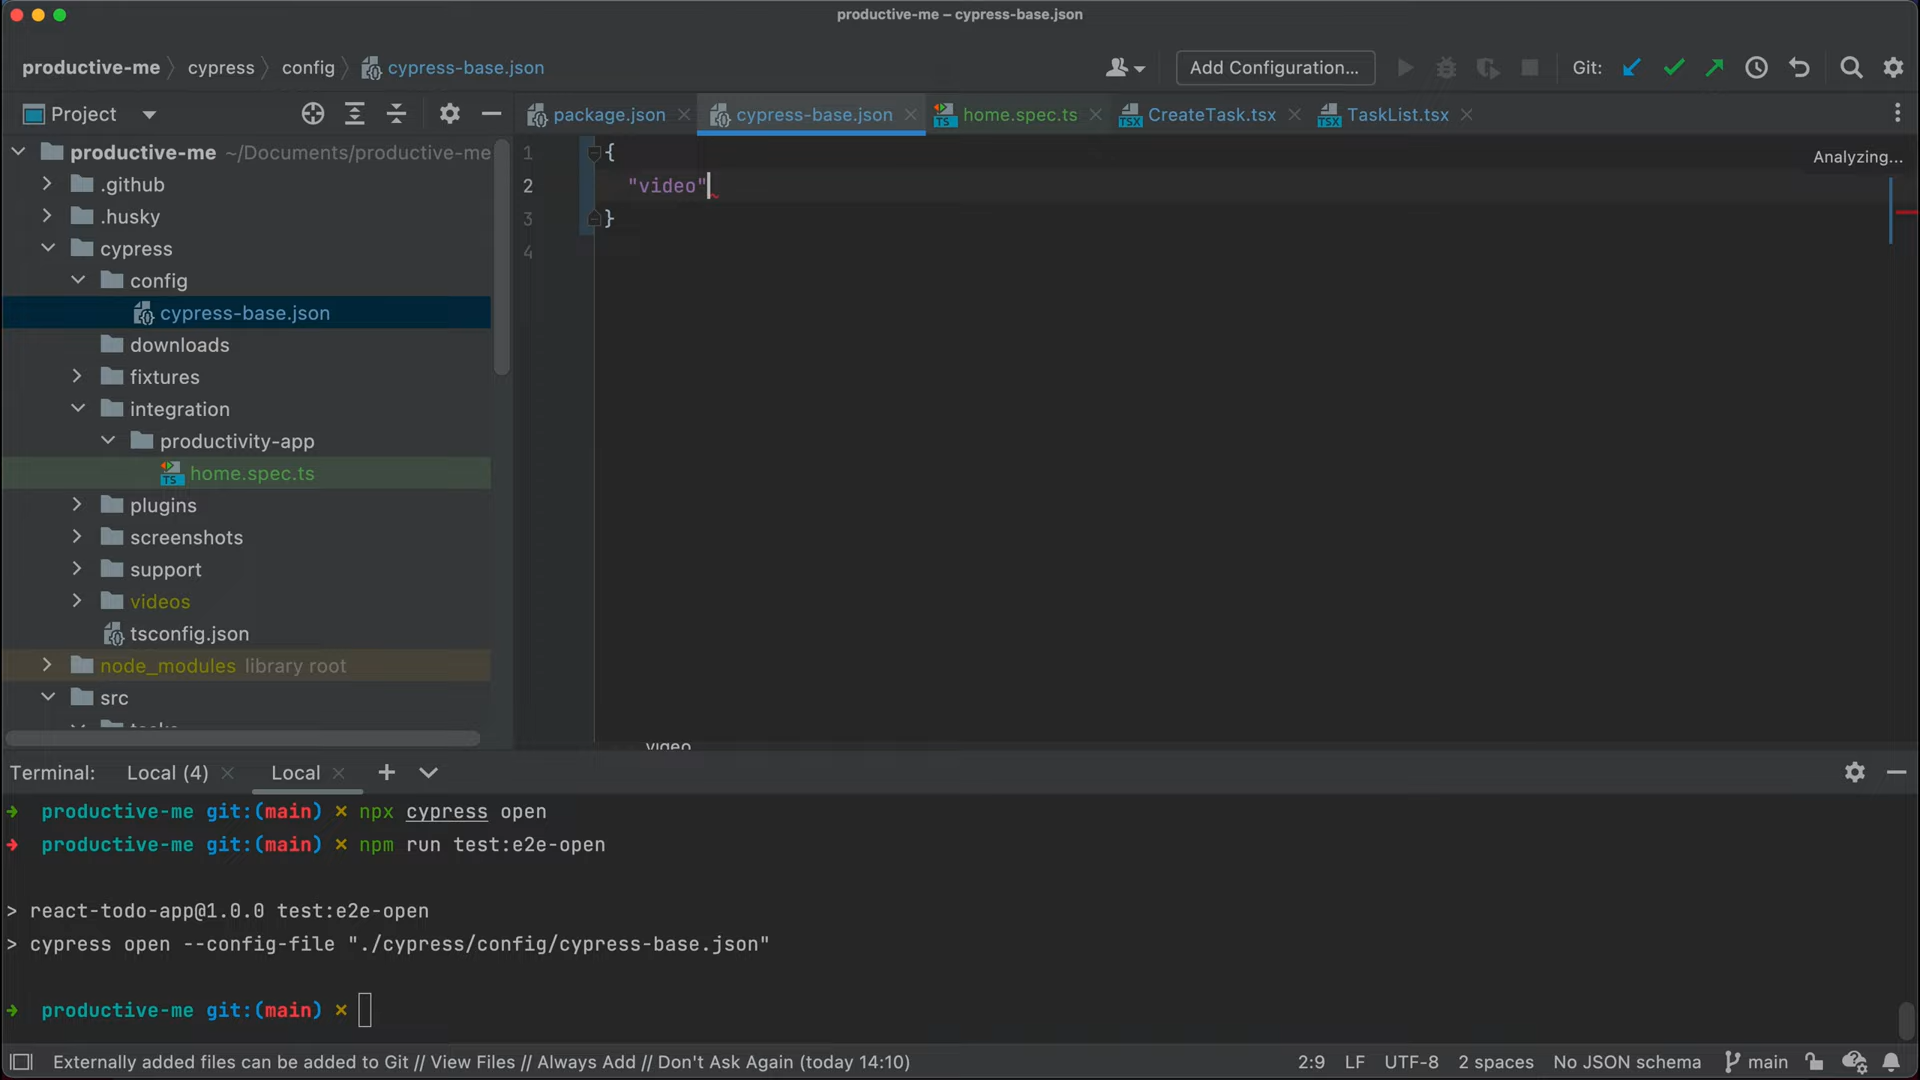 productive-me – cypress-base.json
productive-me cypress config cypress-base.json
Add Configuration...
Git:
Project
package.json
cypress-base.json
home.spec.ts
CreateTask.tsx
TaskList.tsx
productive-me ~/Documents/productive-me
.github
.husky
cypress
config
cypress-base.json
downloads
fixtures
integration
productivity-app
home.spec.ts
plugins
screenshots
support
videos
tsconfig.json
node_modules library root
src
tasks
1 {
2 "video"
3 }
4
Analyzing...
video
Terminal: Local (4) Local
→ productive-me git:(main) × npx cypress open
→ productive-me git:(main) × npm run test:e2e-open
> react-todo-app@1.0.0 test:e2e-open
> cypress open --config-file "./cypress/config/cypress-base.json"
→ productive-me git:(main) ×
Externally added files can be added to Git // View Files // Always Add // Don't Ask Again (today 14:10)
2:9 LF UTF-8 2 spaces No JSON schema main